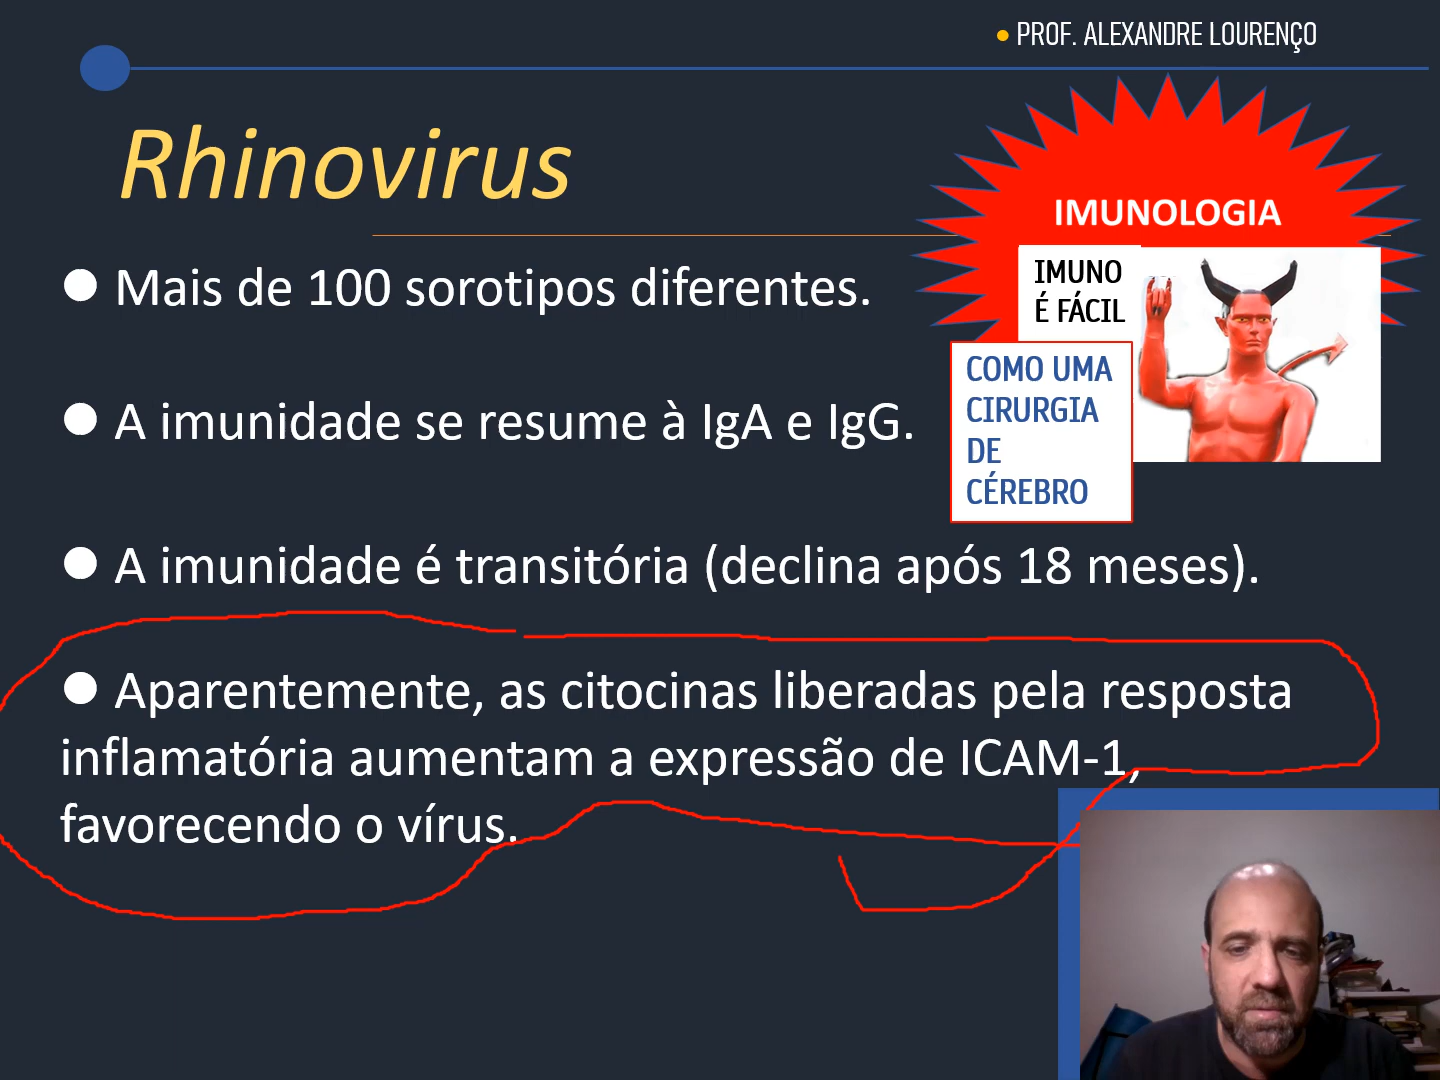 PROF. ALEXANDRE LOURENÇO
Rhinovirus
IMUNOLOGIA
IMUNO
É FÁCIL
COMO UMA
CIRURGIA
DE
CÉREBRO
Mais de 100 sorotipos diferentes.
A imunidade se resume à IgA e IgG.
A imunidade é transitória (declina após 18 meses).
Aparentemente, as citocinas liberadas pela resposta
inflamatória aumentam a expressão de ICAM-1,
favorecendo o vírus.